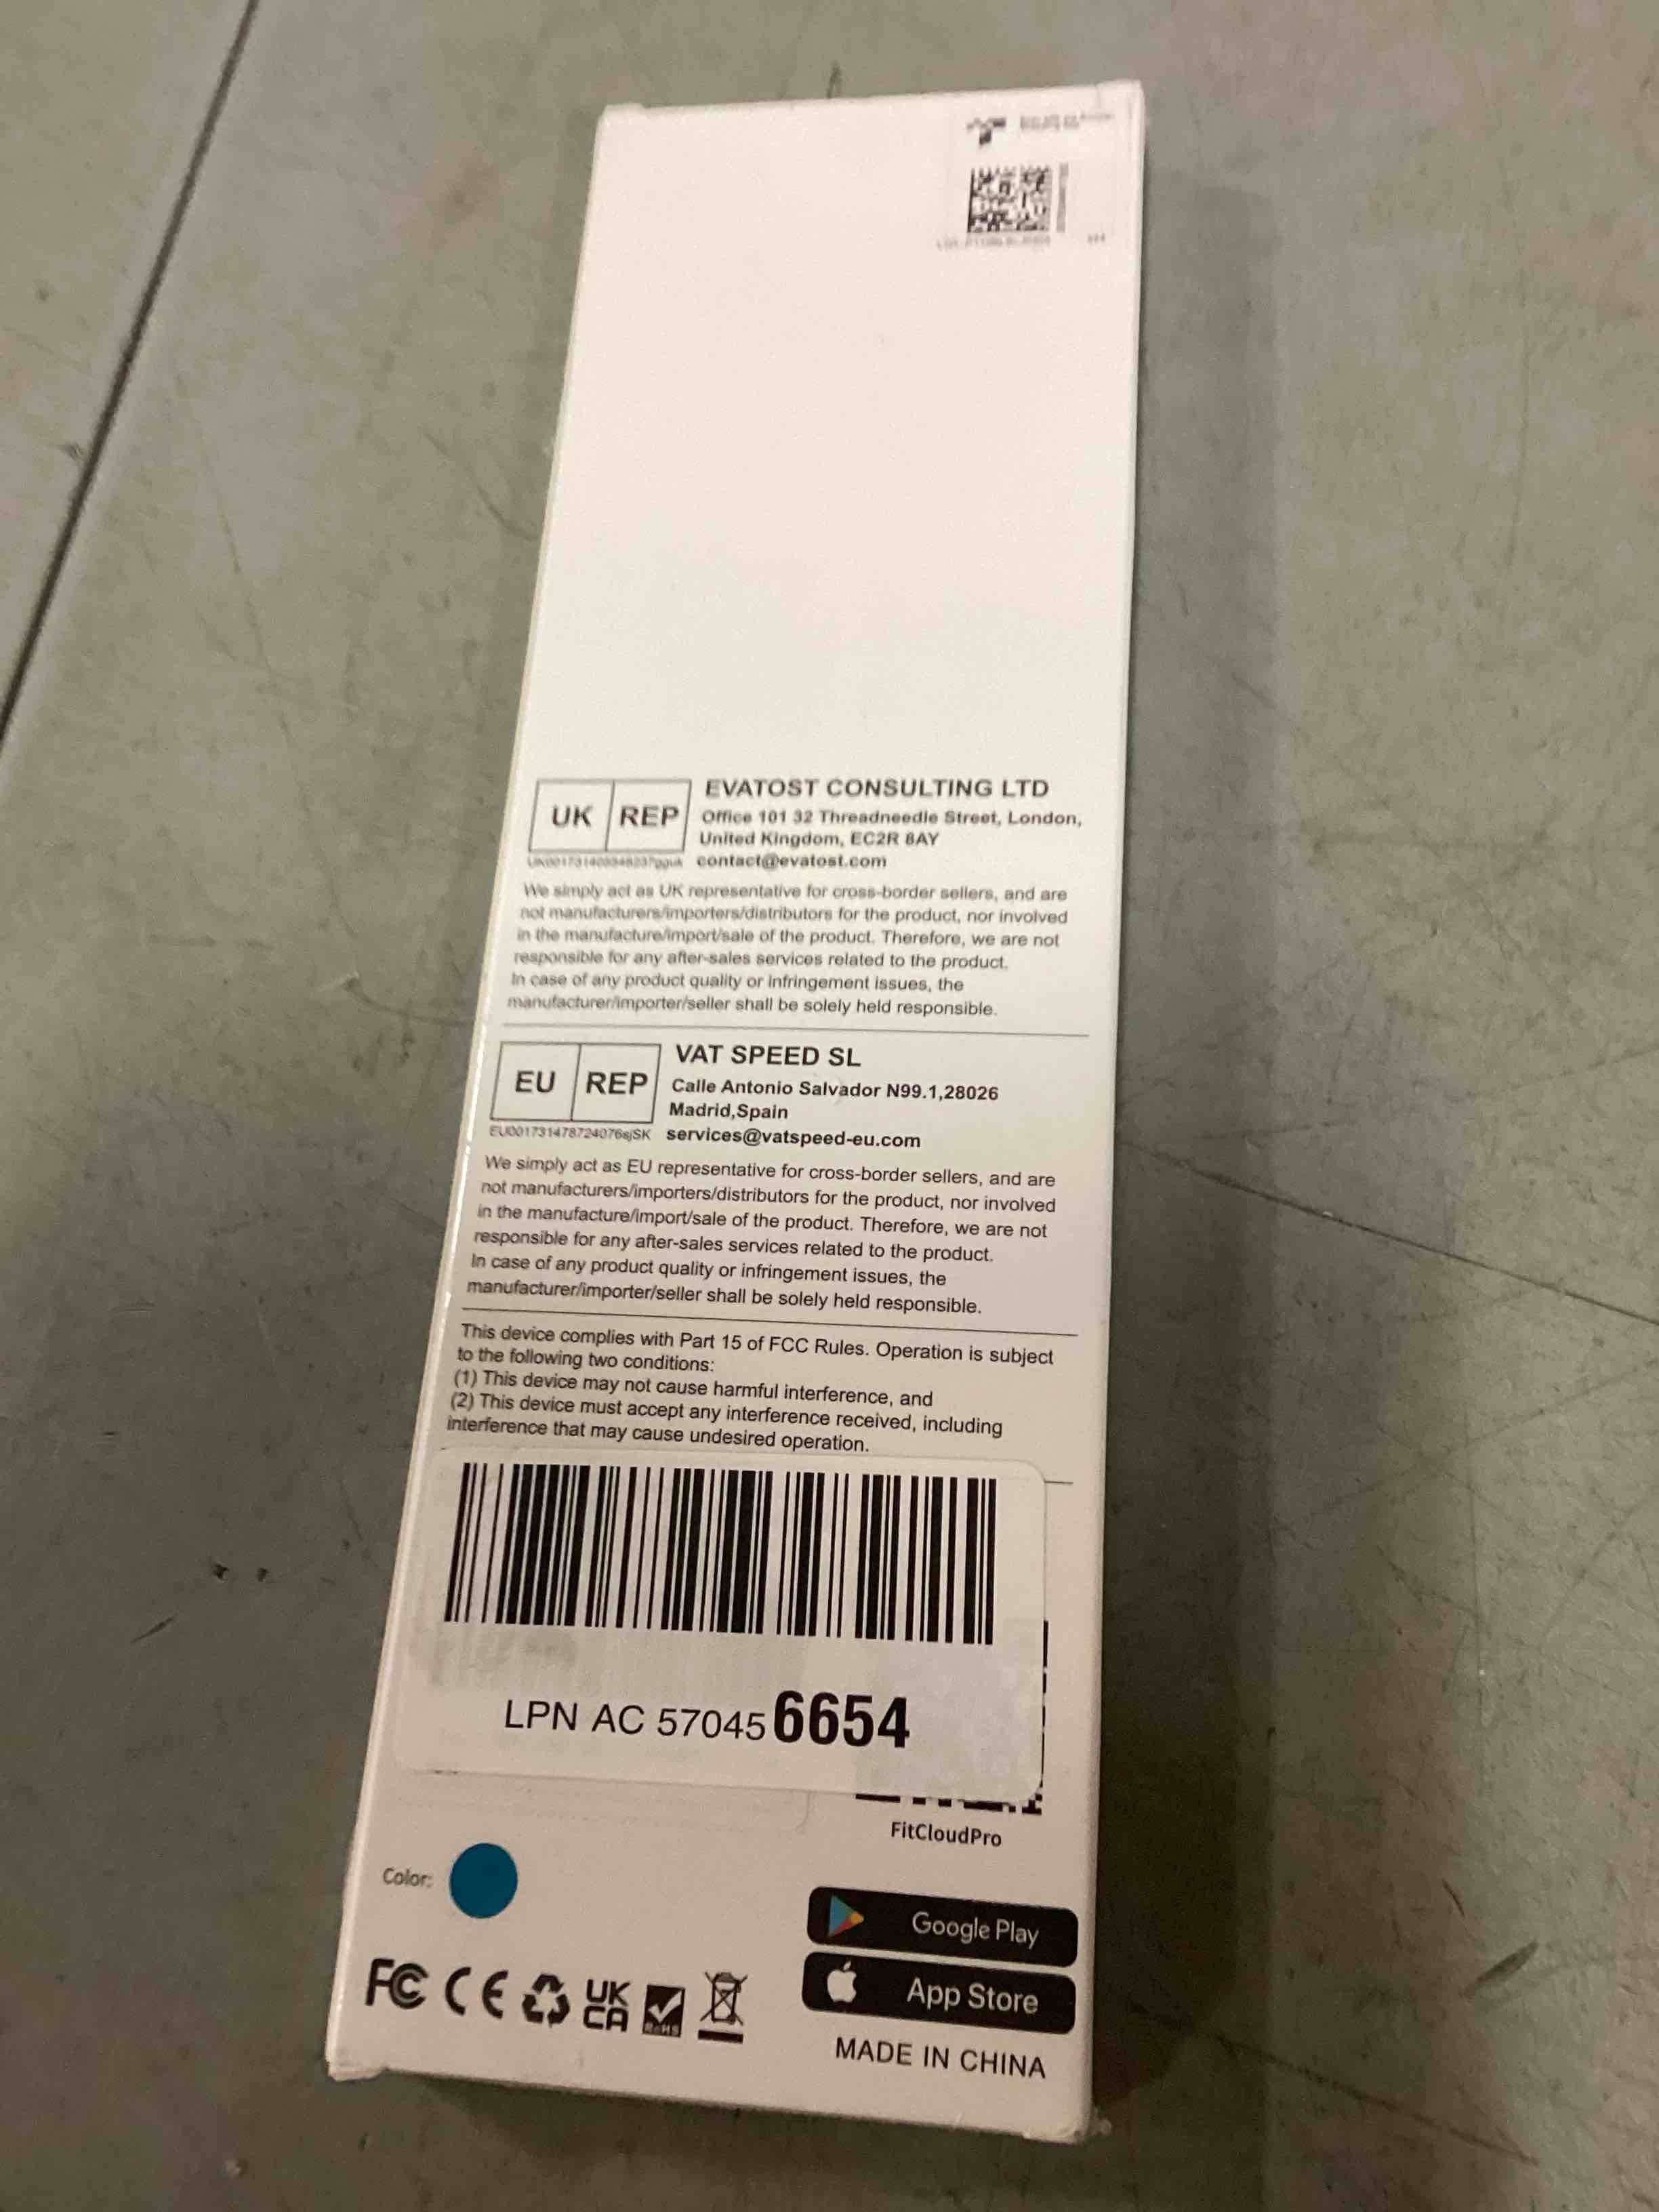 UK REP
EVATOST CONSULTING LTD
Office 101 32 Threadneedle Street, London,
United Kingdom, EC2R 8AY
contact@evatost.com
We simply act as UK representative for cross-border sellers, and are
not manufacturers/importers/distributors for the product, nor involved
in the manufacture/import/sale of the product. Therefore, we are not
responsible for any after-sales services related to the product.
In case of any product quality or infringement issues, the
manufacturer/importer/seller shall be solely held responsible.
EU REP
VAT SPEED SL
Calle Antonio Salvador N99.1,28026
Madrid,Spain
EU001731478724076sjSK
services@vatspeed-eu.com
We simply act as EU representative for cross-border sellers, and are
not manufacturers/importers/distributors for the product, nor involved
in the manufacture/import/sale of the product. Therefore, we are not
responsible for any after-sales services related to the product.
In case of any product quality or infringement issues, the
manufacturer/importer/seller shall be solely held responsible.
This device complies with Part 15 of FCC Rules. Operation is subject
to the following two conditions:
(1) This device may not cause harmful interference, and
(2) This device must accept any interference received, including
interference that may cause undesired operation.
LPN AC 570456654
FitCloudPro
Color:
Google Play
App Store
FC CE UK CA RoHS
MADE IN CHINA